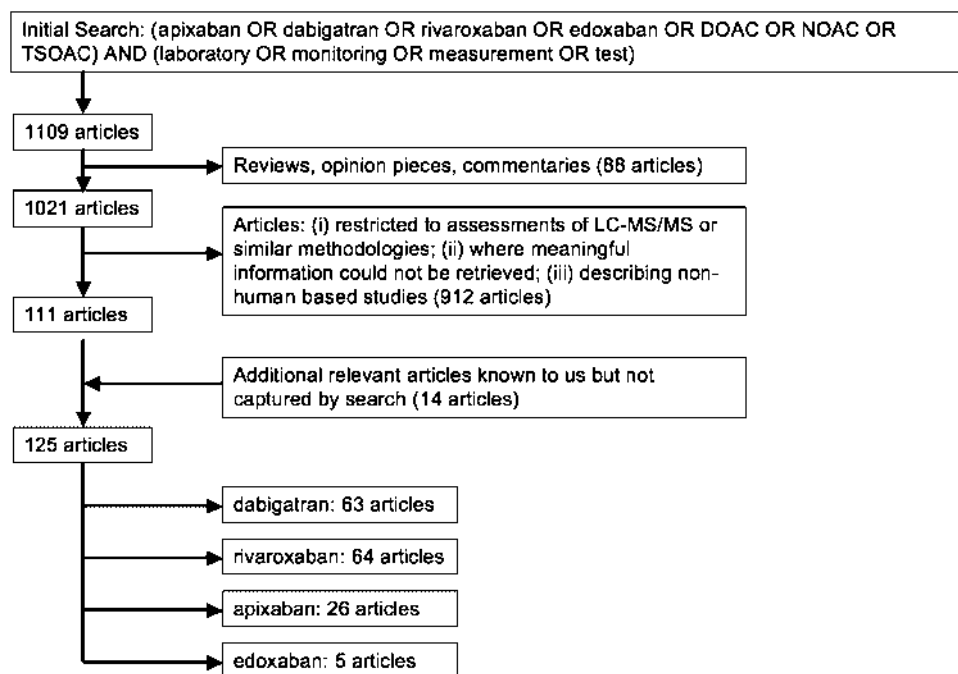 Initial Search: (apixaban OR dabigatran OR rivaroxaban OR edoxaban OR DOAC OR NOAC OR
TSOAC) AND (laboratory OR monitoring OR measurement OR test)
1109 articles
Reviews, opinion pieces, commentaries (88 articles)
1021 articles
Articles: (i) restricted to assessments of LC-MS/MS or
similar methodologies; (ii) where meaningful
information could not be retrieved; (iii) describing non-
human based studies (912 articles)
111 articles
Additional relevant articles known to us but not
captured by search (14 articles)
125 articles
dabigatran: 63 articles
rivaroxaban: 64 articles
apixaban: 26 articles
edoxaban: 5 articles